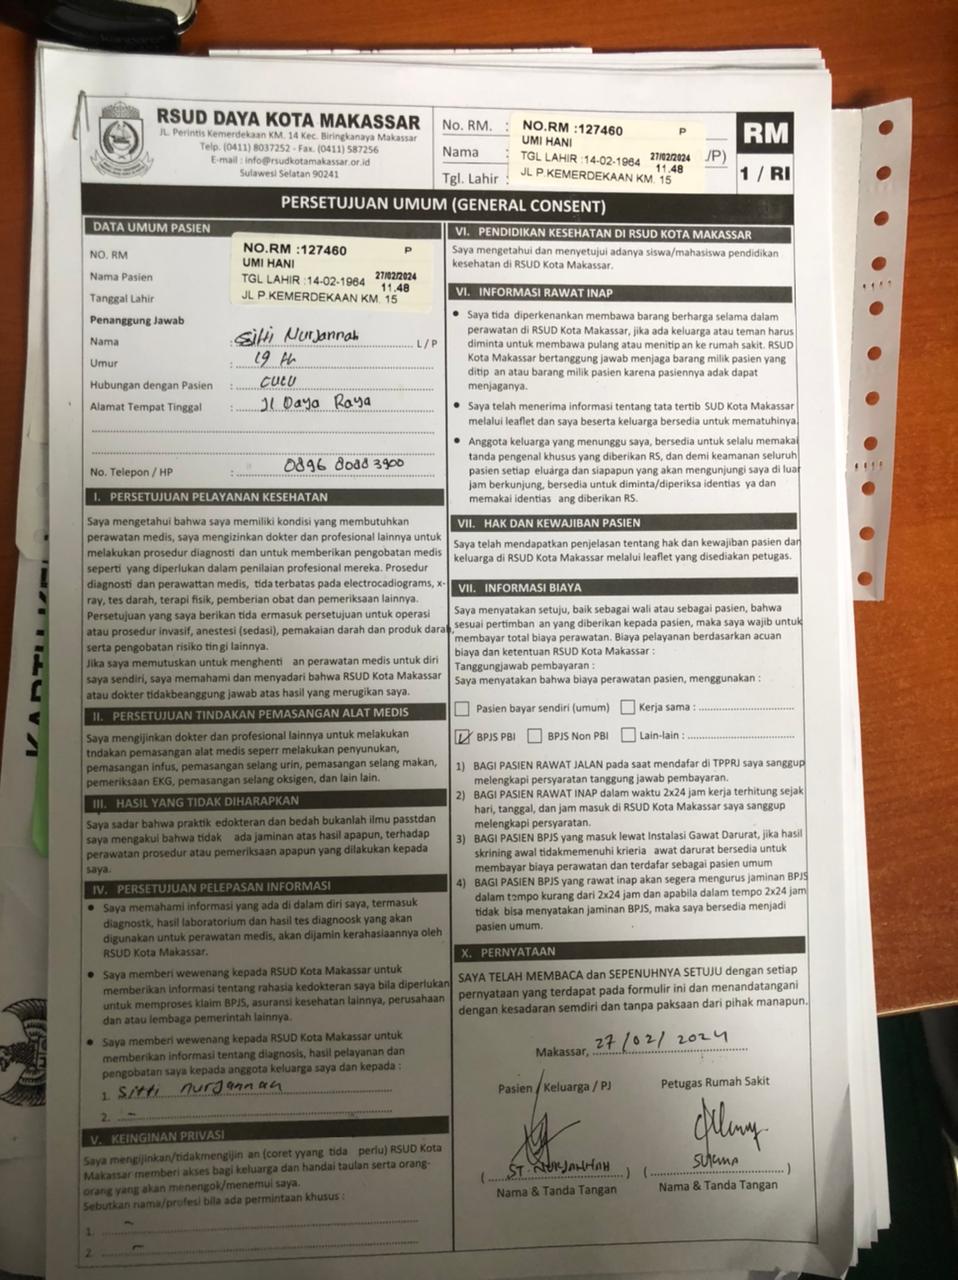 RSUD DAYA KOTA MAKASSAR
JL. Perintis Kemerdekaan KM. 14 Kec. Biringkanaya Makassar
Telp. (0411) 8037252 - Fax. (0411) 587256
E-mail : info@rsudkotamakassar.or.id
Sulawesi Selatan 90241
No. RM. :
Nama :
Tgl. Lahir :
NO.RM :127460 P
UMI HANI
TGL LAHIR :14-02-1964 27/02/2024
11.48
JL P.KEMERDEKAAN KM. 15
/P)
RM
1 / RI
PERSETUJUAN UMUM (GENERAL CONSENT)
DATA UMUM PASIEN
NO. RM
Nama Pasien
Tanggal Lahir
NO.RM :127460 P
UMI HANI
TGL LAHIR :14-02-1964 27/02/2024
11.48
JL P.KEMERDEKAAN KM. 15
Penanggung Jawab
Nama : Sitti Nurjannah L / P
Umur : 19 th
Hubungan dengan Pasien : cucu
Alamat Tempat Tinggal : Jl Daya Raya
No. Telepon / HP : 0896 8088 3900
I. PERSETUJUAN PELAYANAN KESEHATAN
Saya mengetahui bahwa saya memiliki kondisi yang membutuhkan
perawatan medis, saya mengizinkan dokter dan profesional lainnya untuk
melakukan prosedur diagnosti dan untuk memberikan pengobatan medis
seperti yang diperlukan dalam penilaian profesional mereka. Prosedur
diagnosti dan perawattan medis, tida terbatas pada electrocadiograms, x-
ray, tes darah, terapi fisik, pemberian obat dan pemeriksaan lainnya.
Persetujuan yang saya berikan tida ermasuk persetujuan untuk operasi
atau prosedur invasif, anestesi (sedasi), pemakaian darah dan produk darah,
serta pengobatan risiko tin gi lainnya.
Jika saya memutuskan untuk menghenti an perawatan medis untuk diri
saya sendiri, saya memahami dan menyadari bahwa RSUD Kota Makassar
atau dokter tidakbeanggung jawab atas hasil yang merugikan saya.
II. PERSETUJUAN TINDAKAN PEMASANGAN ALAT MEDIS
Saya mengijinkan dokter dan profesional lainnya untuk melakukan
tndakan pemasangan alat medis seperr melakukan penyunukan,
pemasangan infus, pemasangan selang urin, pemasangan selang makan,
pemeriksaan EKG, pemasangan selang oksigen, dan lain lain.
III. HASIL YANG TIDAK DIHARAPKAN
Saya sadar bahwa praktik edokteran dan bedah bukanlah ilmu passtdan
saya mengakui bahwa tidak ada jaminan atas hasil apapun, terhadap
perawatan prosedur atau pemeriksaan apapun yang dilakukan kepada
saya.
IV. PERSETUJUAN PELEPASAN INFORMASI
• Saya memahami informasi yang ada di dalam diri saya, termasuk
diagnostk, hasil laboratorium dan hasil tes diagnoosk yang akan
digunakan untuk perawatan medis, akan dijamin kerahasiaannya oleh
RSUD Kota Makassar.
• Saya memberi wewenang kepada RSUD Kota Makassar untuk
memberikan informasi tentang rahasia kedokteran saya bila diperlukan
untuk memproses klaim BPJS, asuransi kesehatan lainnya, perusahaan
dan atau lembaga pemerintah lainnya.
• Saya memberi wewenang kepada RSUD Kota Makassar untuk
memberikan informasi tentang diagnosis, hasil pelayanan dan
pengobatan saya kepada anggota keluarga saya dan kepada :
1. Sitti nurjannah
2. -
V. KEINGINAN PRIVASI
Saya mengijinkan/tidakmengijin an (coret yyang tida perlu) RSUD Kota
Makassar memberi akses bagi keluarga dan handai taulan serta orang-
orang yang akan menengok/menemui saya.
Sebutkan nama/profesi bila ada permintaan khusus :
1. -
2. -
VI. PENDIDIKAN KESEHATAN DI RSUD KOTA MAKASSAR
Saya mengetahui dan menyetujui adanya siswa/mahasiswa pendidikan
kesehatan di RSUD Kota Makassar.
VI. INFORMASI RAWAT INAP
• Saya tida diperkenankan membawa barang berharga selama dalam
perawatan di RSUD Kota Makassar, jika ada keluarga atau teman harus
diminta untuk membawa pulang atau menitip an ke rumah sakit. RSUD
Kota Makassar bertanggung jawab menjaga barang milik pasien yang
ditip an atau barang milik pasien karena pasiennya adak dapat
menjaganya.
• Saya telah menerima informasi tentang tata tertib SUD Kota Makassar
melalui leaflet dan saya beserta keluarga bersedia untuk mematuhinya.
• Anggota keluarga yang menunggu saya, bersedia untuk selalu memakai
tanda pengenal khusus yang diberikan RS, dan demi keamanan seluruh
pasien setiap eluarga dan siapapun yang akan mengunjungi saya di luar
jam berkunjung, bersedia untuk diminta/diperiksa identias ya dan
memakai identias ang diberikan RS.
VII. HAK DAN KEWAJIBAN PASIEN
Saya telah mendapatkan penjelasan tentang hak dan kewajiban pasien dan
keluarga di RSUD Kota Makassar melalui leaflet yang disediakan petugas.
VII. INFORMASI BIAYA
Saya menyatakan setuju, baik sebagai wali atau sebagai pasien, bahwa
sesuai pertimban an yang diberikan kepada pasien, maka saya wajib untuk
membayar total biaya perawatan. Biaya pelayanan berdasarkan acuan
biaya dan ketentuan RSUD Kota Makassar :
Tanggungjawab pembayaran :
Saya menyatakan bahwa biaya perawatan pasien, menggunakan :
Pasien bayar sendiri (umum) Kerja sama :
BPJS PBI BPJS Non PBI Lain-lain :
1) BAGI PASIEN RAWAT JALAN pada saat mendafar di TPPRJ saya sanggup
melengkapi persyaratan tanggung jawab pembayaran.
2) BAGI PASIEN RAWAT INAP dalam waktu 2x24 jam kerja terhitung sejak
hari, tanggal, dan jam masuk di RSUD Kota Makassar saya sanggup
melengkapi persyaratan.
3) BAGI PASIEN BPJS yang masuk lewat Instalasi Gawat Darurat, jika hasil
skrining awal tidakmemenuhi krieria awat darurat bersedia untuk
membayar biaya perawatan dan terdafar sebagai pasien umum
4) BAGI PASIEN BPJS yang rawat inap akan segera mengurus jaminan BPJS
dalam tempo kurang dari 2x24 jam dan apabila dalam tempo 2x24 jam
tidak bisa menyatakan jaminan BPJS, maka saya bersedia menjadi
pasien umum.
X. PERNYATAAN
SAYA TELAH MEMBACA dan SEPENUHNYA SETUJU dengan setiap
pernyataan yang terdapat pada formulir ini dan menandatangani
dengan kesadaran semdiri dan tanpa paksaan dari pihak manapun.
Makassar, 27/02/2024
Pasien / Keluarga / PJ
Petugas Rumah Sakit
( ST. NURJANNAH )
Nama & Tanda Tangan
Nama & Tanda Tangan